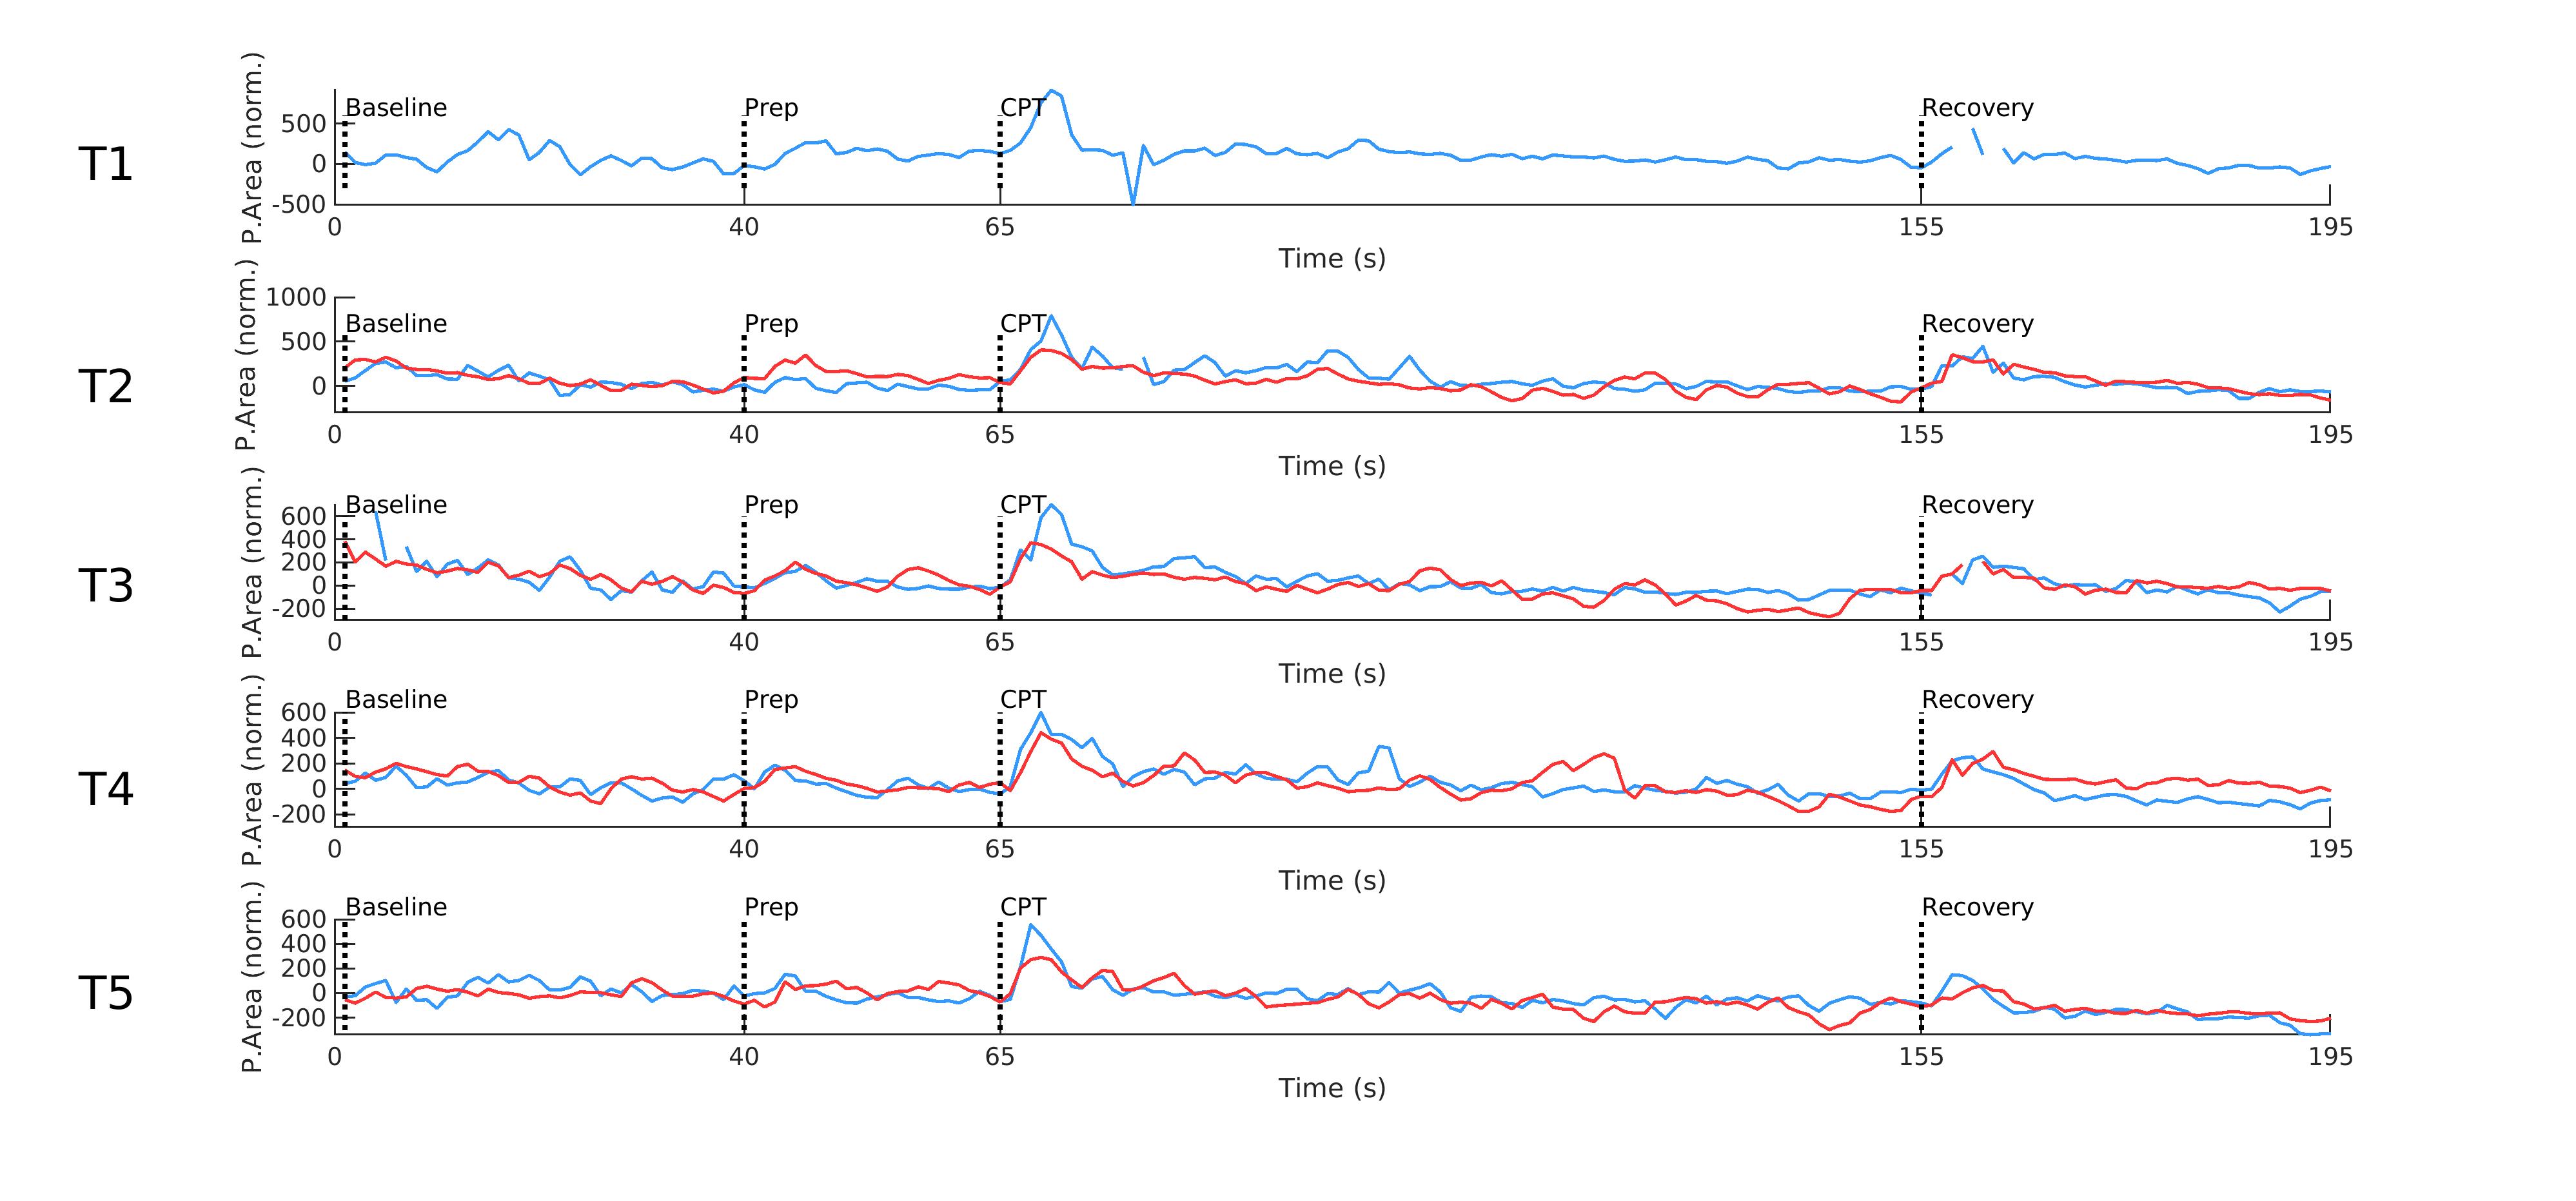 T1
P.Area (norm.)
500
0
-500
Baseline
Prep
CPT
Recovery
0
40
65
155
195
Time (s)
T2
P.Area (norm.)
1000
500
0
Baseline
Prep
CPT
Recovery
0
40
65
155
195
Time (s)
T3
P.Area (norm.)
600
400
200
0
-200
Baseline
Prep
CPT
Recovery
0
40
65
155
195
Time (s)
T4
P.Area (norm.)
600
400
200
0
-200
Baseline
Prep
CPT
Recovery
0
40
65
155
195
Time (s)
T5
P.Area (norm.)
600
400
200
0
-200
Baseline
Prep
CPT
Recovery
0
40
65
155
195
Time (s)